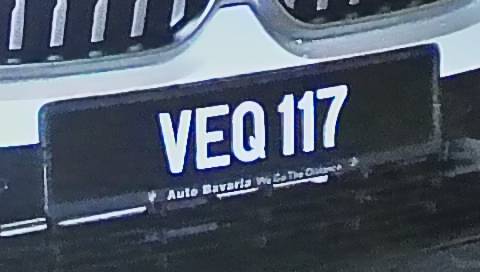 VEQ 117
Auto Bavaria We Go The Distance